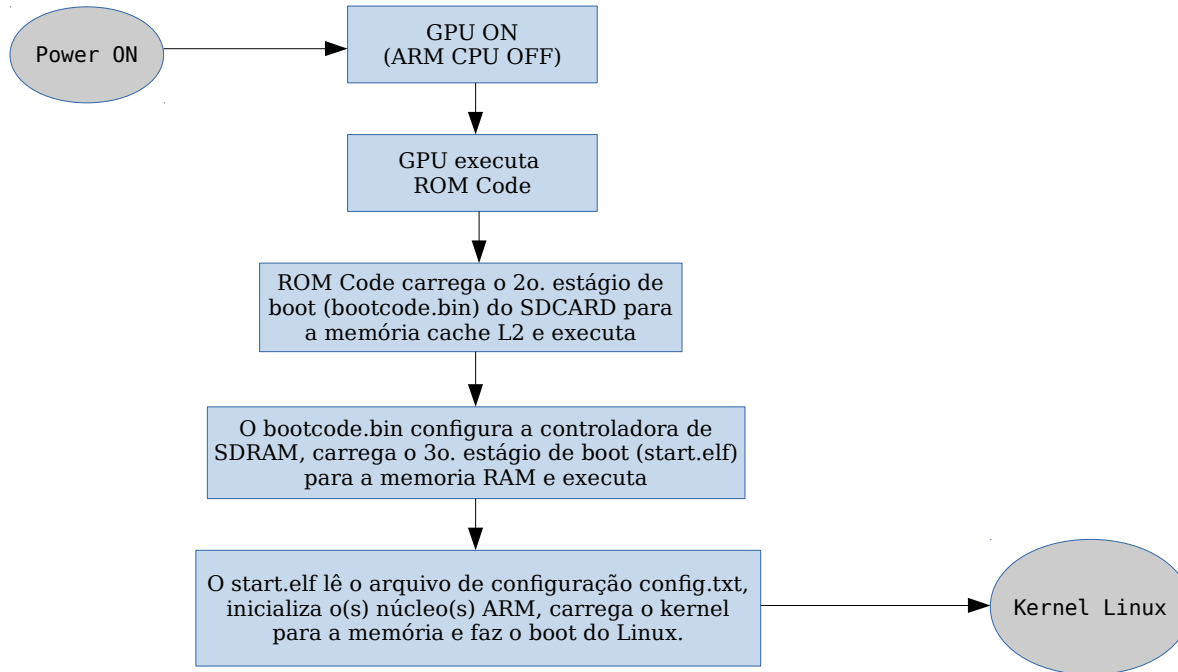 Power ON
GPU ON
(ARM CPU OFF)
GPU executa
ROM Code
ROM Code carrega o 2o. estágio de
boot (bootcode.bin) do SDCARD para
a memória cache L2 e executa
O bootcode.bin configura a controladora de
SDRAM, carrega o 3o. estágio de boot (start.elf)
para a memoria RAM e executa
O start.elf lê o arquivo de configuração config.txt,
inicializa o(s) núcleo(s) ARM, carrega o kernel
para a memória e faz o boot do Linux.
Kernel Linux